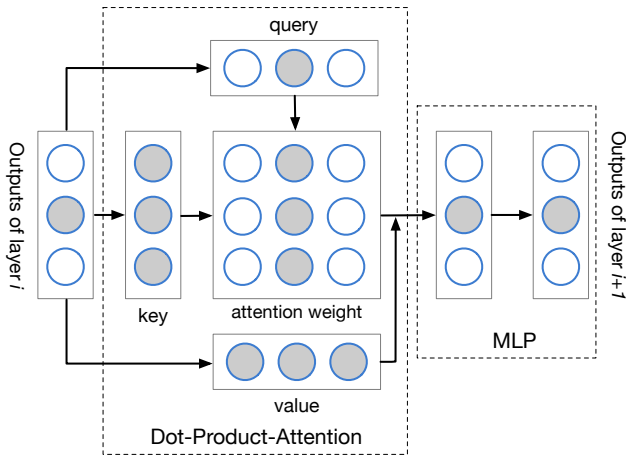 query
Outputs of layer i
key
attention weight
value
Dot-Product-Attention
MLP
Outputs of layer i+1